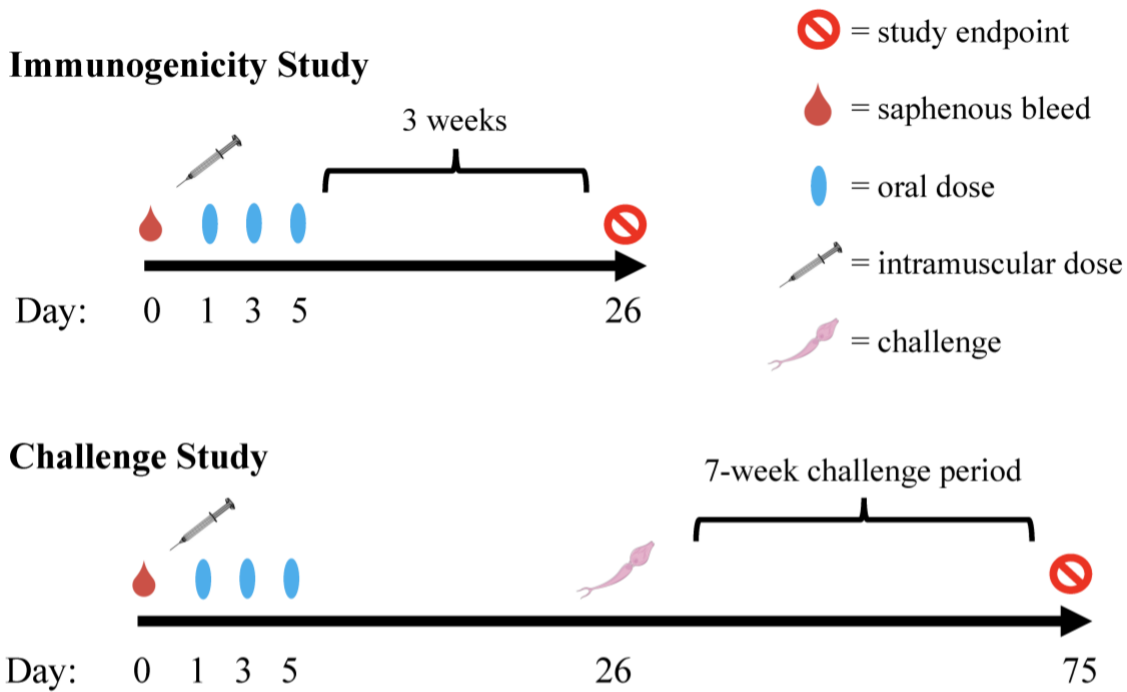 Immunogenicity Study
3 weeks
Day: 0 1 3 5 26
= study endpoint
= saphenous bleed
= oral dose
= intramuscular dose
= challenge
Challenge Study
7-week challenge period
Day: 0 1 3 5 26 75